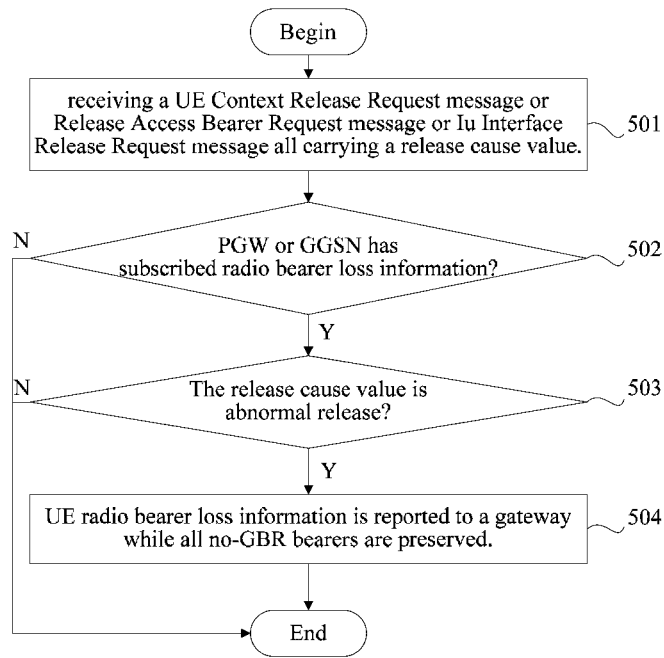 Begin
receiving a UE Context Release Request message or
Release Access Bearer Request message or Iu Interface
Release Request message all carrying a release cause value.
501
N
PGW or GGSN has
subscribed radio bearer loss information?
502
Y
N
The release cause value is
abnormal release?
503
Y
UE radio bearer loss information is reported to a gateway
while all no-GBR bearers are preserved.
504
End